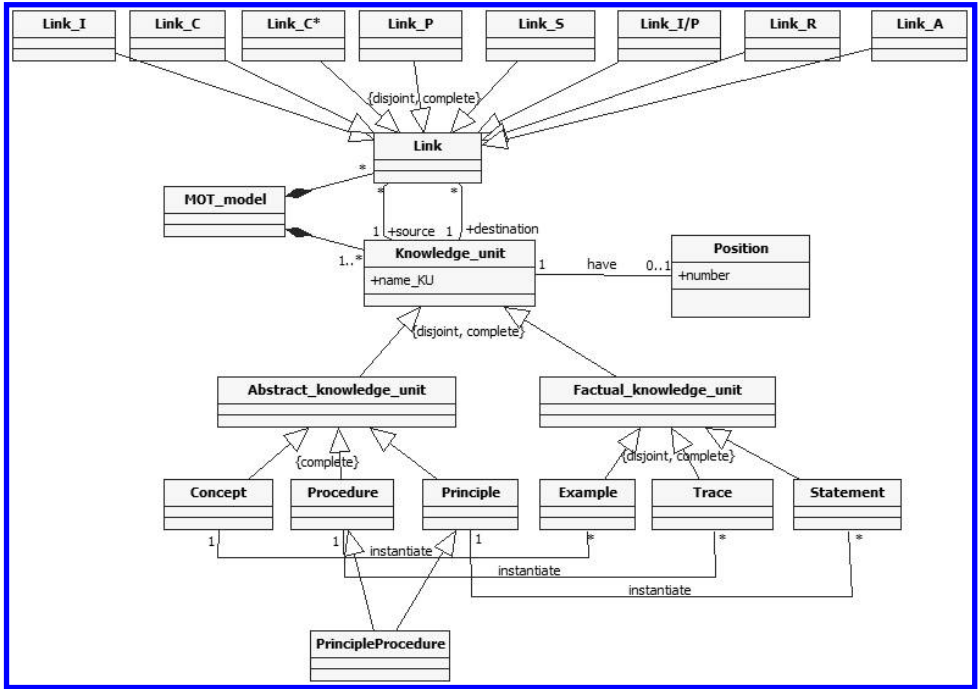 Link_I
Link_C
Link_C*
Link_P
Link_S
Link_I/P
Link_R
Link_A
{disjoint, complete}
Link
*
MOT_model
*
*
1
+source
1
+destination
1..*
Knowledge_unit
+name_KU
1
have
0..1
Position
+number
{disjoint, complete}
Abstract_knowledge_unit
Factual_knowledge_unit
{complete}
{disjoint, complete}
Concept
Procedure
Principle
Example
Trace
Statement
1
1
1
*
*
*
instantiate
instantiate
instantiate
PrincipleProcedure